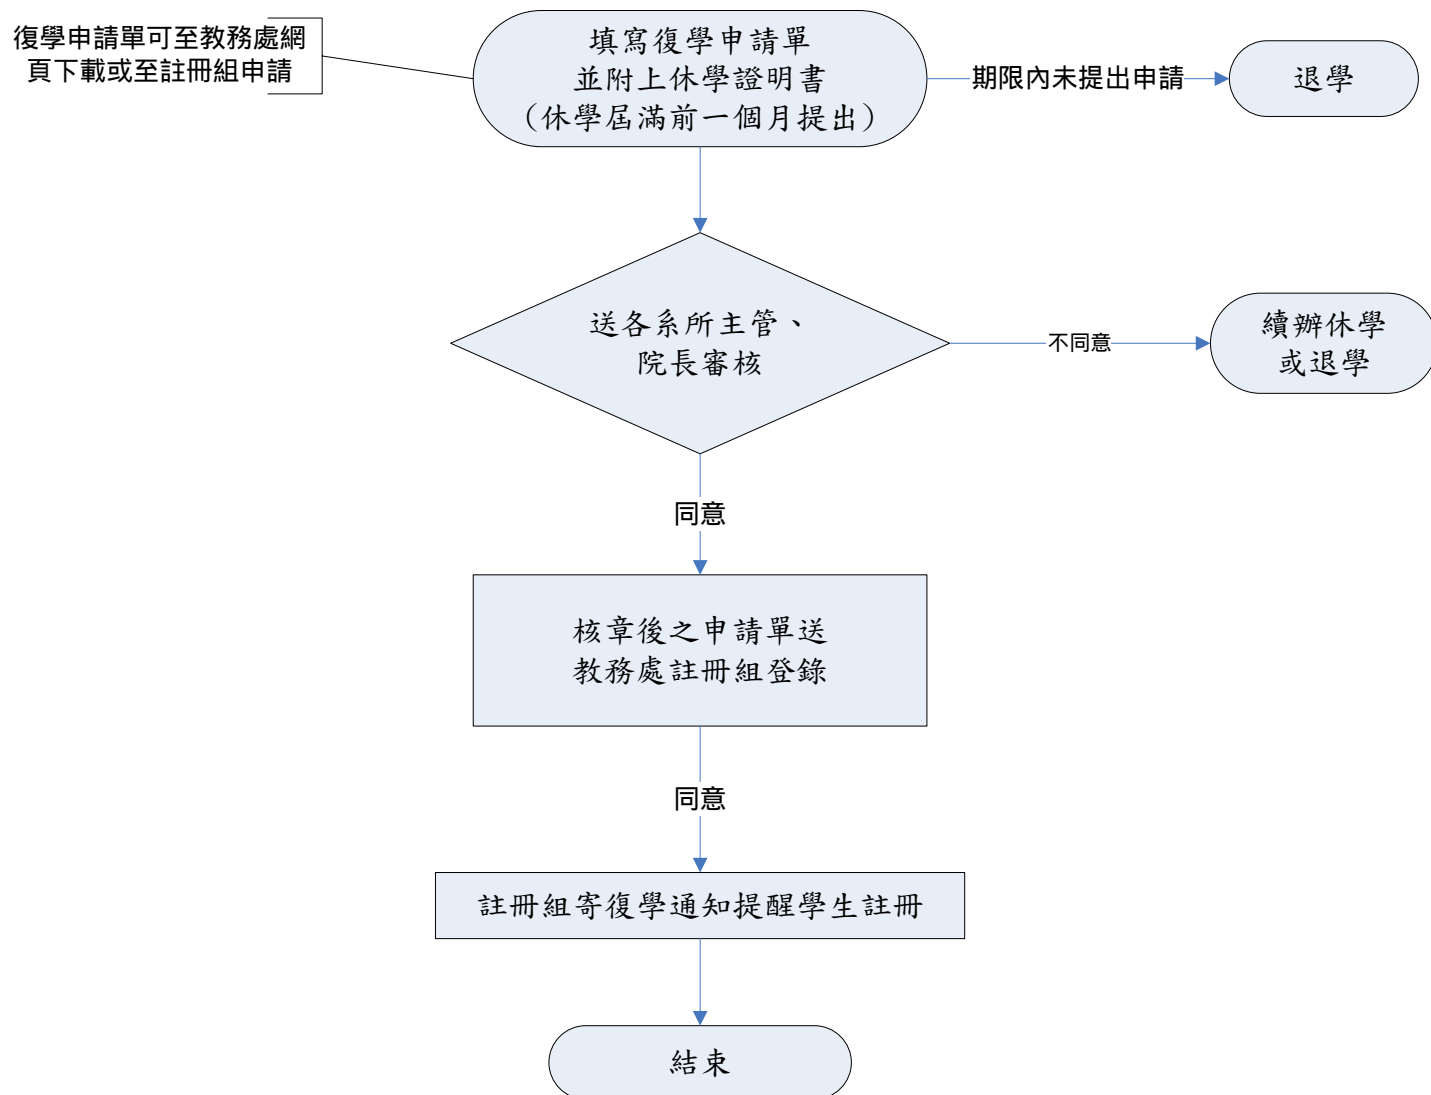 復學申請單可至教務處網
頁下載或至註冊組申請
填寫復學申請單
並附上休學證明書
（休學屆滿前一個月提出）
期限內未提出申請
退學
送各系所主管、
院長審核
不同意
續辦休學
或退學
同意
核章後之申請單送
教務處註冊組登錄
同意
註冊組寄復學通知提醒學生註冊
結束